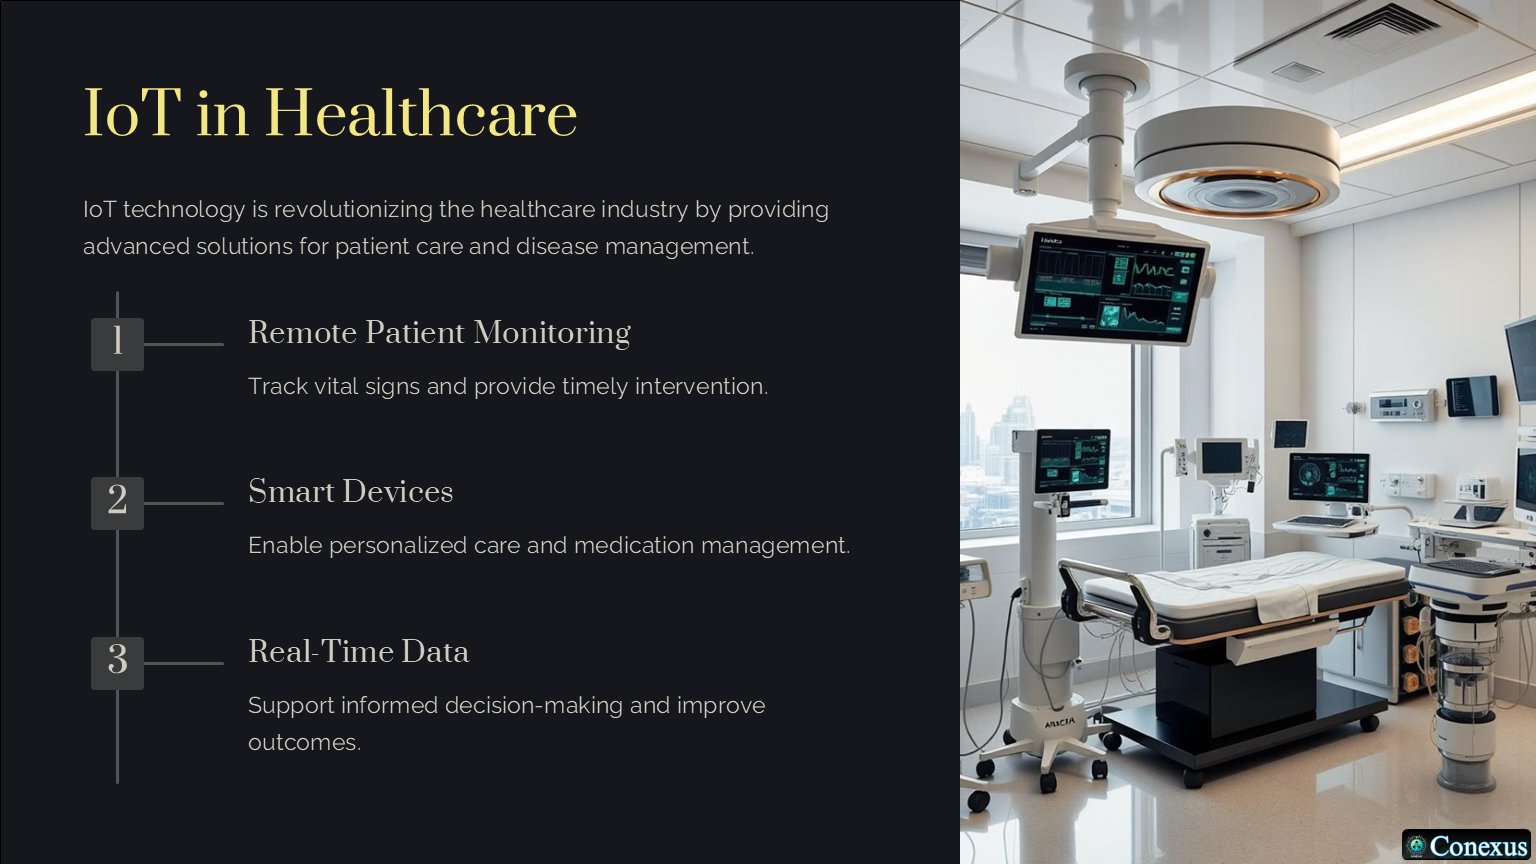 IoT in Healthcare
IoT technology is revolutionizing the healthcare industry by providing
advanced solutions for patient care and disease management.
1
Remote Patient Monitoring
Track vital signs and provide timely intervention.
2
Smart Devices
Enable personalized care and medication management.
3
Real-Time Data
Support informed decision-making and improve
outcomes.
Conexus